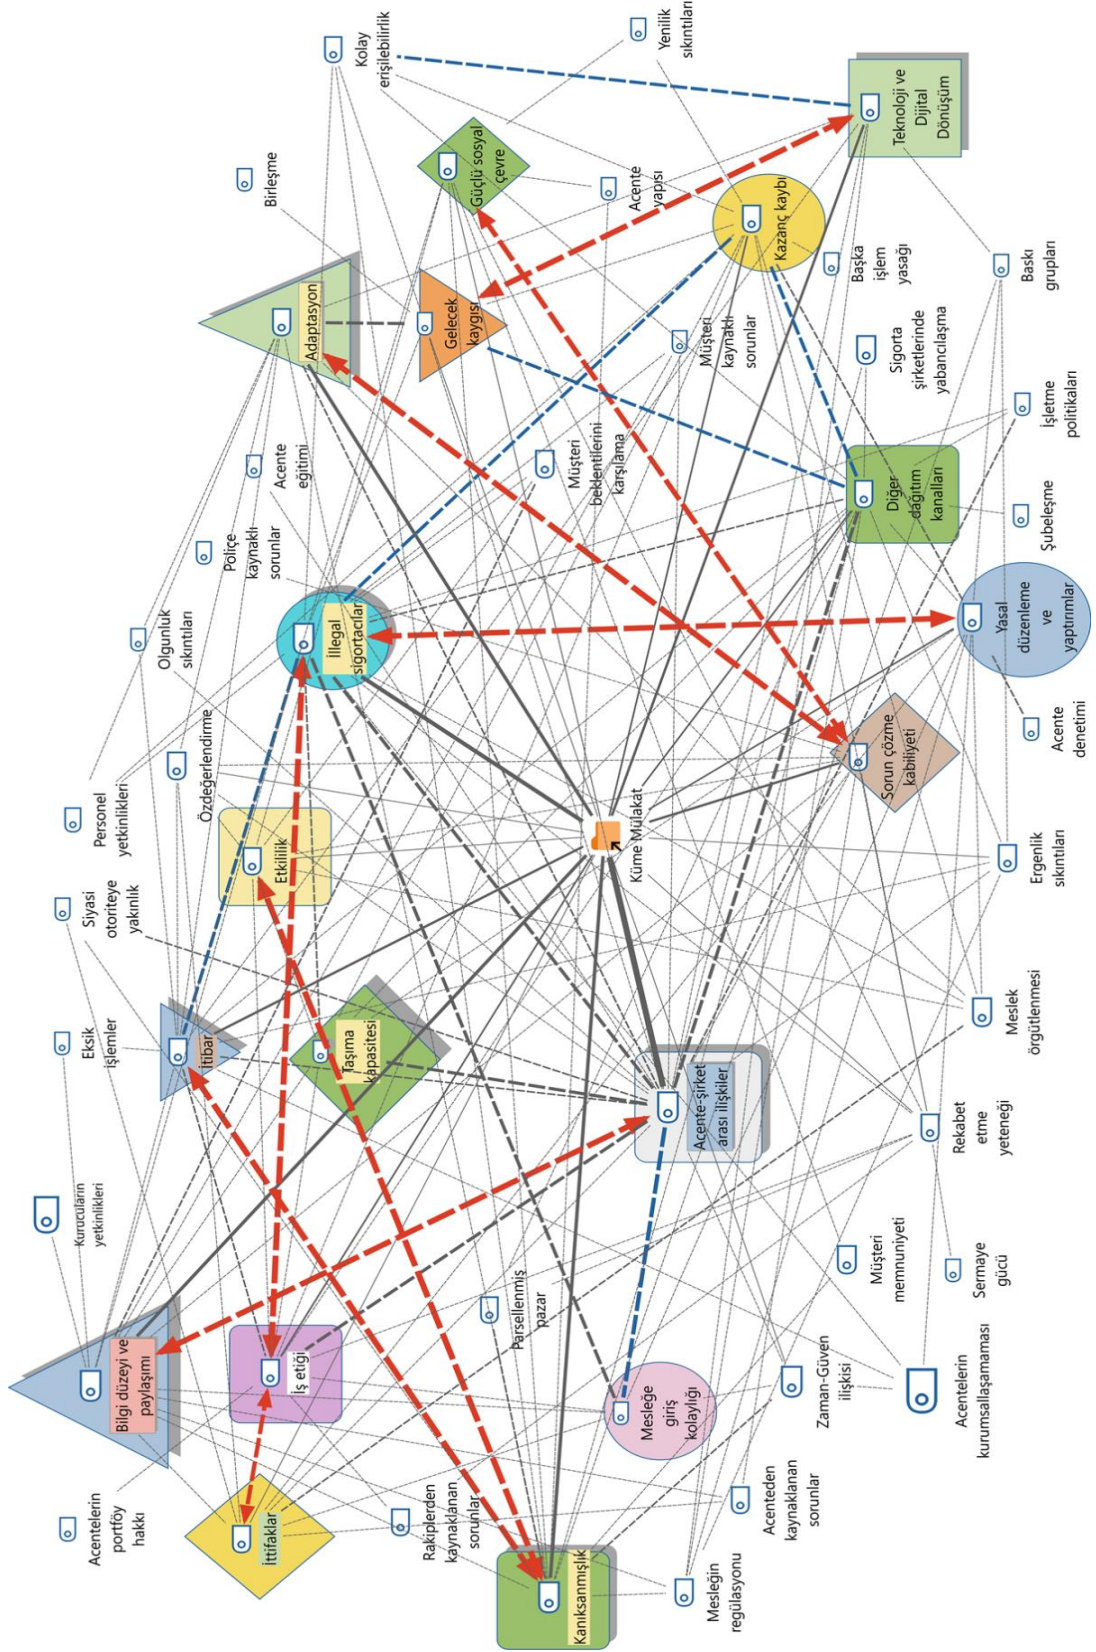 Kurucuların
yetkinlikleri
Eksik
işlemler
Siyasi
otoriteye
yakınlık
Personel
yetkinlikleri
Acentelerin
portföy
hakkı
Bilgi düzeyi ve
paylaşımı
Olgunluk
sıkıntıları
İtibar
Özdeğerlendirme
Poliçe
kaynaklı
sorunlar
Acente
eğitimi
Birleşme
İttifaklar
İş etiği
Etkililik
Adaptasyon
Kolay
erişilebilirlik
Taşıma
kapasitesi
İllegal
sigortacılar
Rakiplerden
kaynaklanan
sorunlar
Gelecek
kaygısı
Güçlü sosyal
çevre
Parsellenmiş
pazar
Müşteri
beklentilerini
karşılama
Kanıksanmışlık
Küme Mülakat
Acente
yapısı
Yenilik
sıkıntıları
Mesleğe
giriş
kolaylığı
Acente-şirket
arası ilişkiler
Müşteri
kaynaklı
sorunlar
Mesleğin
regülasyonu
Acenteden
kaynaklanan
sorunlar
Kazanç kaybı
Zaman-Güven
ilişkisi
Müşteri
memnuniyeti
Sorun çözme
kabiliyeti
Diğer
dağıtım
kanalları
Sigorta
şirketlerinde
yabancılaşma
Başka
işlem
yasağı
Teknoloji ve
Dijital
Dönüşüm
Acentelerin
kurumsallaşamaması
Sermaye
gücü
Rekabet
etme
yeteneği
Meslek
örgütlenmesi
Ergenlik
sıkıntıları
Acente
denetimi
Yasal
düzenleme
ve
yaptırımlar
Şubeleşme
İşletme
politikaları
Baskı
grupları